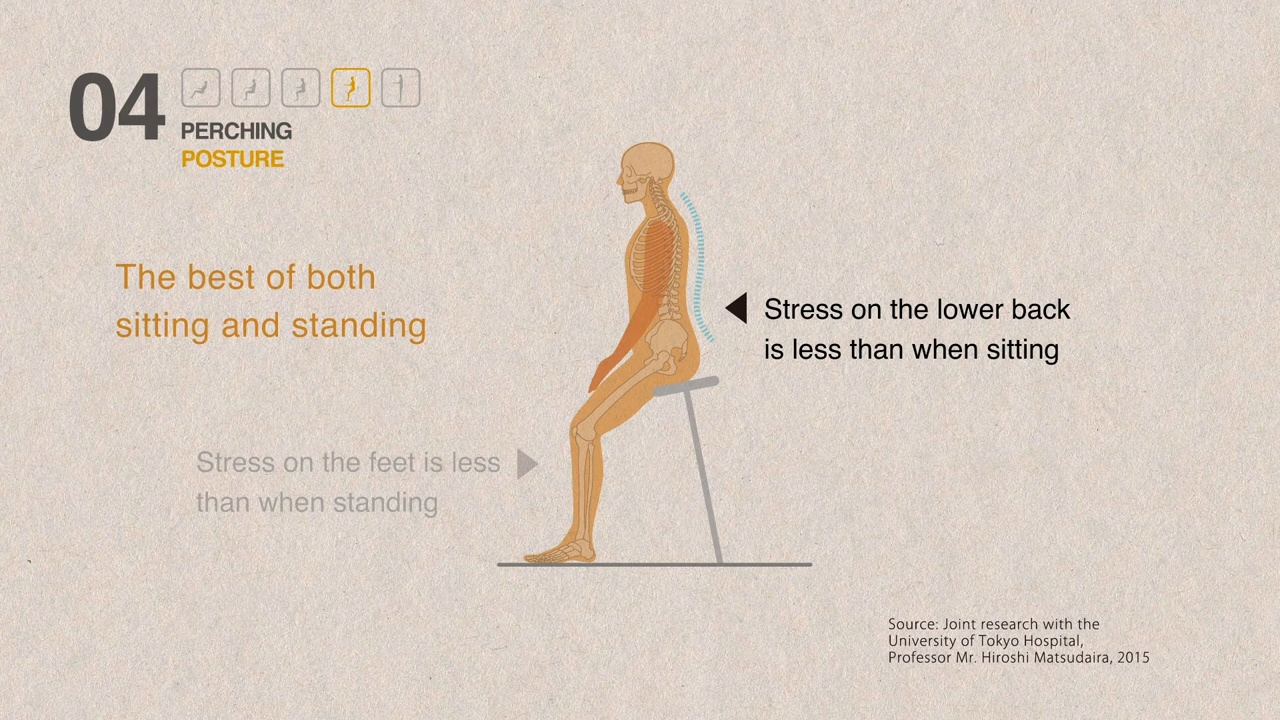 04
PERCHING
POSTURE
The best of both
sitting and standing
Stress on the lower back
is less than when sitting
Stress on the feet is less
than when standing
Source: Joint research with the
University of Tokyo Hospital,
Professor Mr. Hiroshi Matsudaira, 2015